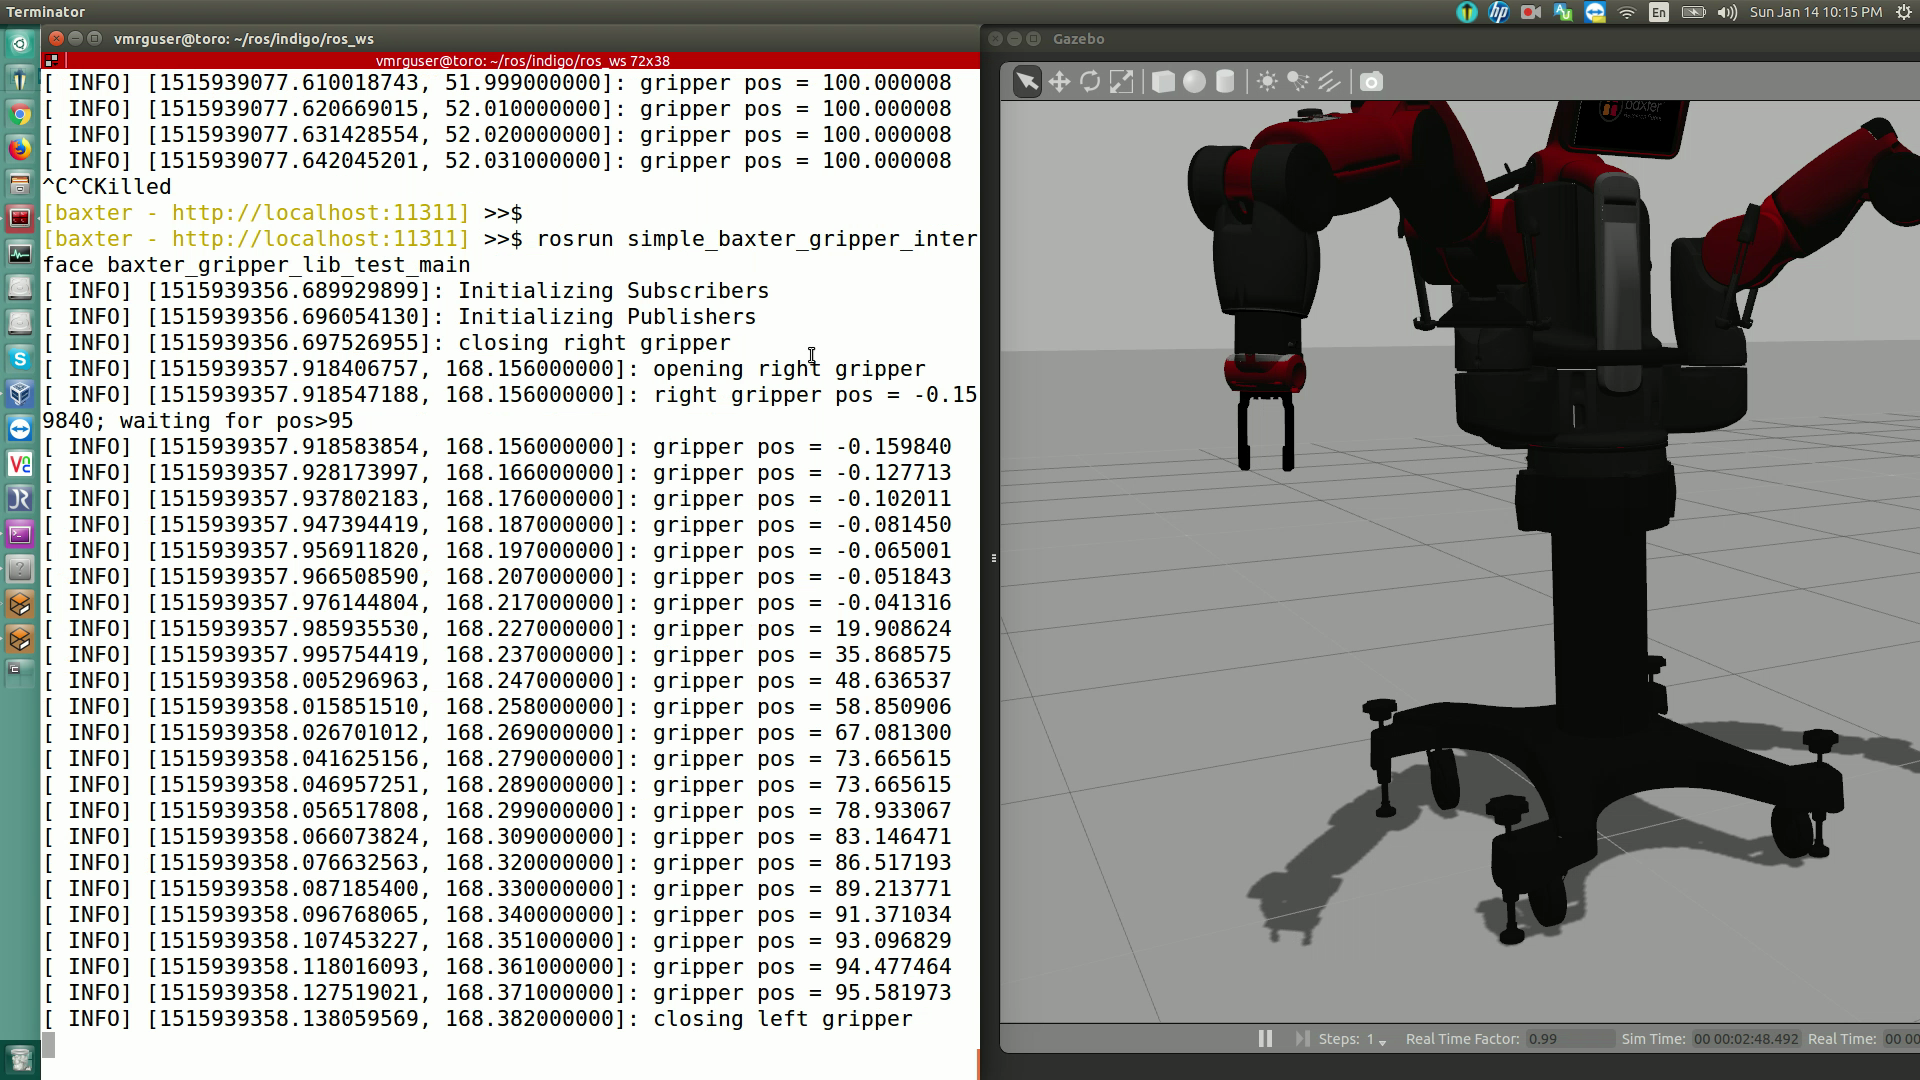 Terminator
En
Sun Jan 14 10:15 PM
vmrguser@toro: ~/ros/indigo/ros_ws
vmrguser@toro: ~/ros/indigo/ros_ws 72x38
[ INFO] [1515939077.610018743, 51.999000000]: gripper pos = 100.000008
[ INFO] [1515939077.620669015, 52.010000000]: gripper pos = 100.000008
[ INFO] [1515939077.631428554, 52.020000000]: gripper pos = 100.000008
[ INFO] [1515939077.642045201, 52.031000000]: gripper pos = 100.000008
^C^CKilled
[baxter - http://localhost:11311] >>$
[baxter - http://localhost:11311] >>$ rosrun simple_baxter_gripper_inter
face baxter_gripper_lib_test_main
[ INFO] [1515939356.689929899]: Initializing Subscribers
[ INFO] [1515939356.696054130]: Initializing Publishers
[ INFO] [1515939356.697526955]: closing right gripper
[ INFO] [1515939357.918406757, 168.156000000]: opening right gripper
[ INFO] [1515939357.918547188, 168.156000000]: right gripper pos = -0.15
9840; waiting for pos>95
[ INFO] [1515939357.918583854, 168.156000000]: gripper pos = -0.159840
[ INFO] [1515939357.928173997, 168.166000000]: gripper pos = -0.127713
[ INFO] [1515939357.937802183, 168.176000000]: gripper pos = -0.102011
[ INFO] [1515939357.947394419, 168.187000000]: gripper pos = -0.081450
[ INFO] [1515939357.956911820, 168.197000000]: gripper pos = -0.065001
[ INFO] [1515939357.966508590, 168.207000000]: gripper pos = -0.051843
[ INFO] [1515939357.976144804, 168.217000000]: gripper pos = -0.041316
[ INFO] [1515939357.985935530, 168.227000000]: gripper pos = 19.908624
[ INFO] [1515939357.995754419, 168.237000000]: gripper pos = 35.868575
[ INFO] [1515939358.005296963, 168.247000000]: gripper pos = 48.636537
[ INFO] [1515939358.015851510, 168.258000000]: gripper pos = 58.850906
[ INFO] [1515939358.026701012, 168.269000000]: gripper pos = 67.081300
[ INFO] [1515939358.041625156, 168.279000000]: gripper pos = 73.665615
[ INFO] [1515939358.046957251, 168.289000000]: gripper pos = 73.665615
[ INFO] [1515939358.056517808, 168.299000000]: gripper pos = 78.933067
[ INFO] [1515939358.066073824, 168.309000000]: gripper pos = 83.146471
[ INFO] [1515939358.076632563, 168.320000000]: gripper pos = 86.517193
[ INFO] [1515939358.087185400, 168.330000000]: gripper pos = 89.213771
[ INFO] [1515939358.096768065, 168.340000000]: gripper pos = 91.371034
[ INFO] [1515939358.107453227, 168.351000000]: gripper pos = 93.096829
[ INFO] [1515939358.118016093, 168.361000000]: gripper pos = 94.477464
[ INFO] [1515939358.127519021, 168.371000000]: gripper pos = 95.581973
[ INFO] [1515939358.138059569, 168.382000000]: closing left gripper
Gazebo
baxter
Steps: 1
Real Time Factor: 0.99
Sim Time: 00 00:02:48.492
Real Time: 00 00